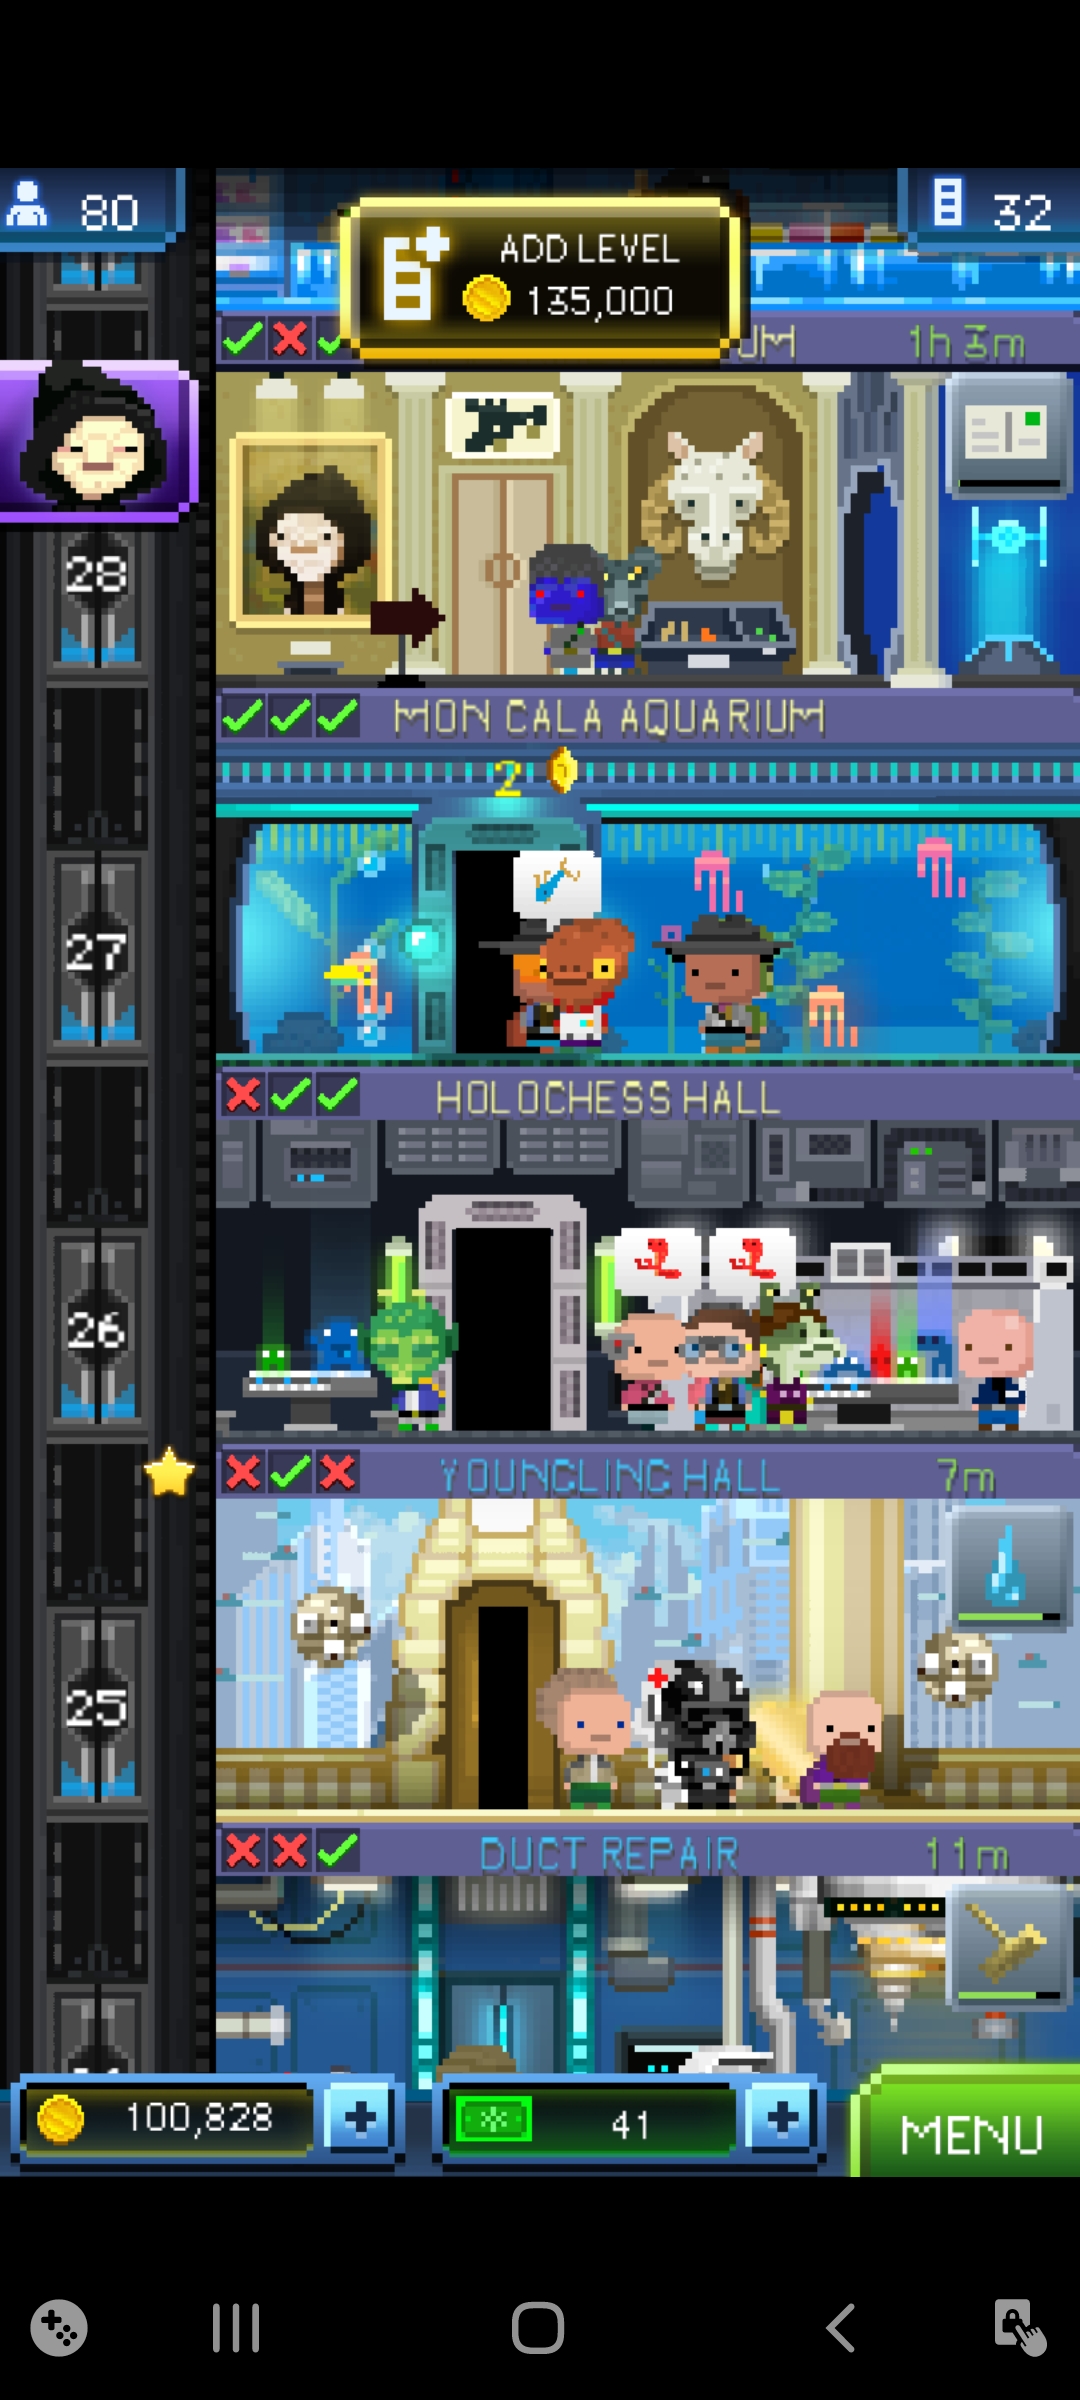 80
ADD LEVEL
135,000
32
UM
1h 3m
28
MON CALA AQUARIUM
2
27
HOLOCHESS HALL
26
YOUNGLING HALL
7m
25
DUCT REPAIR
11m
100,828
41
MENU